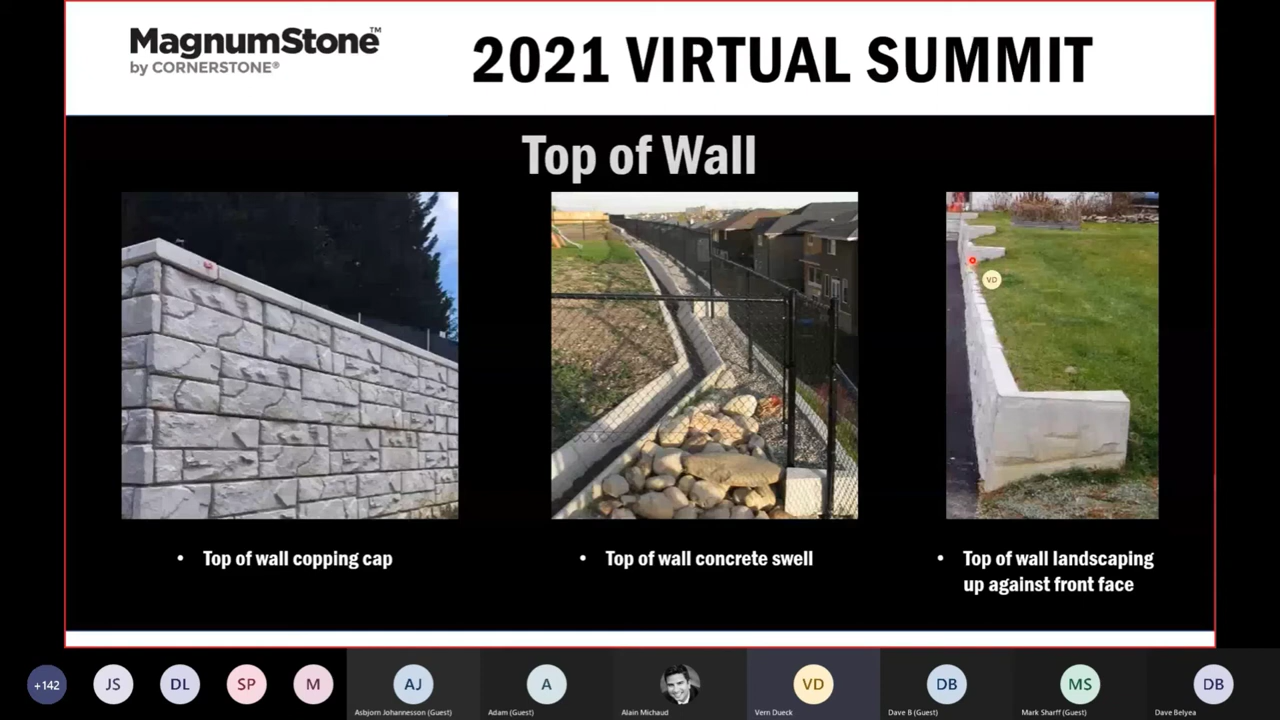 MagnumStone™
by CORNERSTONE®
2021 VIRTUAL SUMMIT
Top of Wall
VD
• Top of wall copping cap
• Top of wall concrete swell
• Top of wall landscaping
up against front face
+142
JS
DL
SP
M
AJ
A
VD
DB
MS
DB
Asbjorn Johannesson (Guest)
Adam (Guest)
Alain Michaud
Vern Dueck
Dave B (Guest)
Mark Sharff (Guest)
Dave Belyea